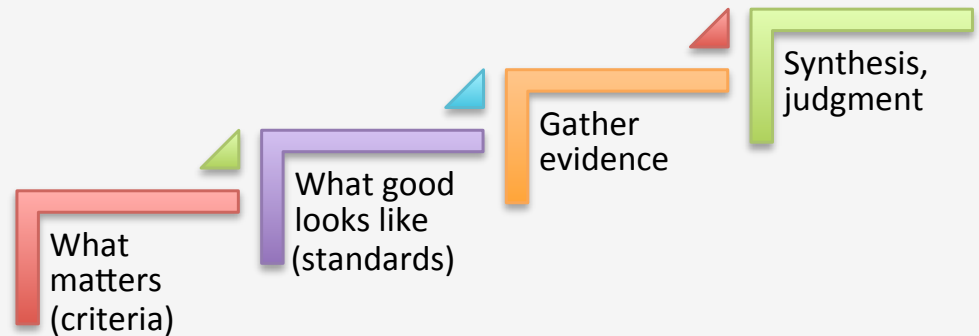 What
matters
(criteria)
What good
looks like
(standards)
Gather
evidence
Synthesis,
judgment